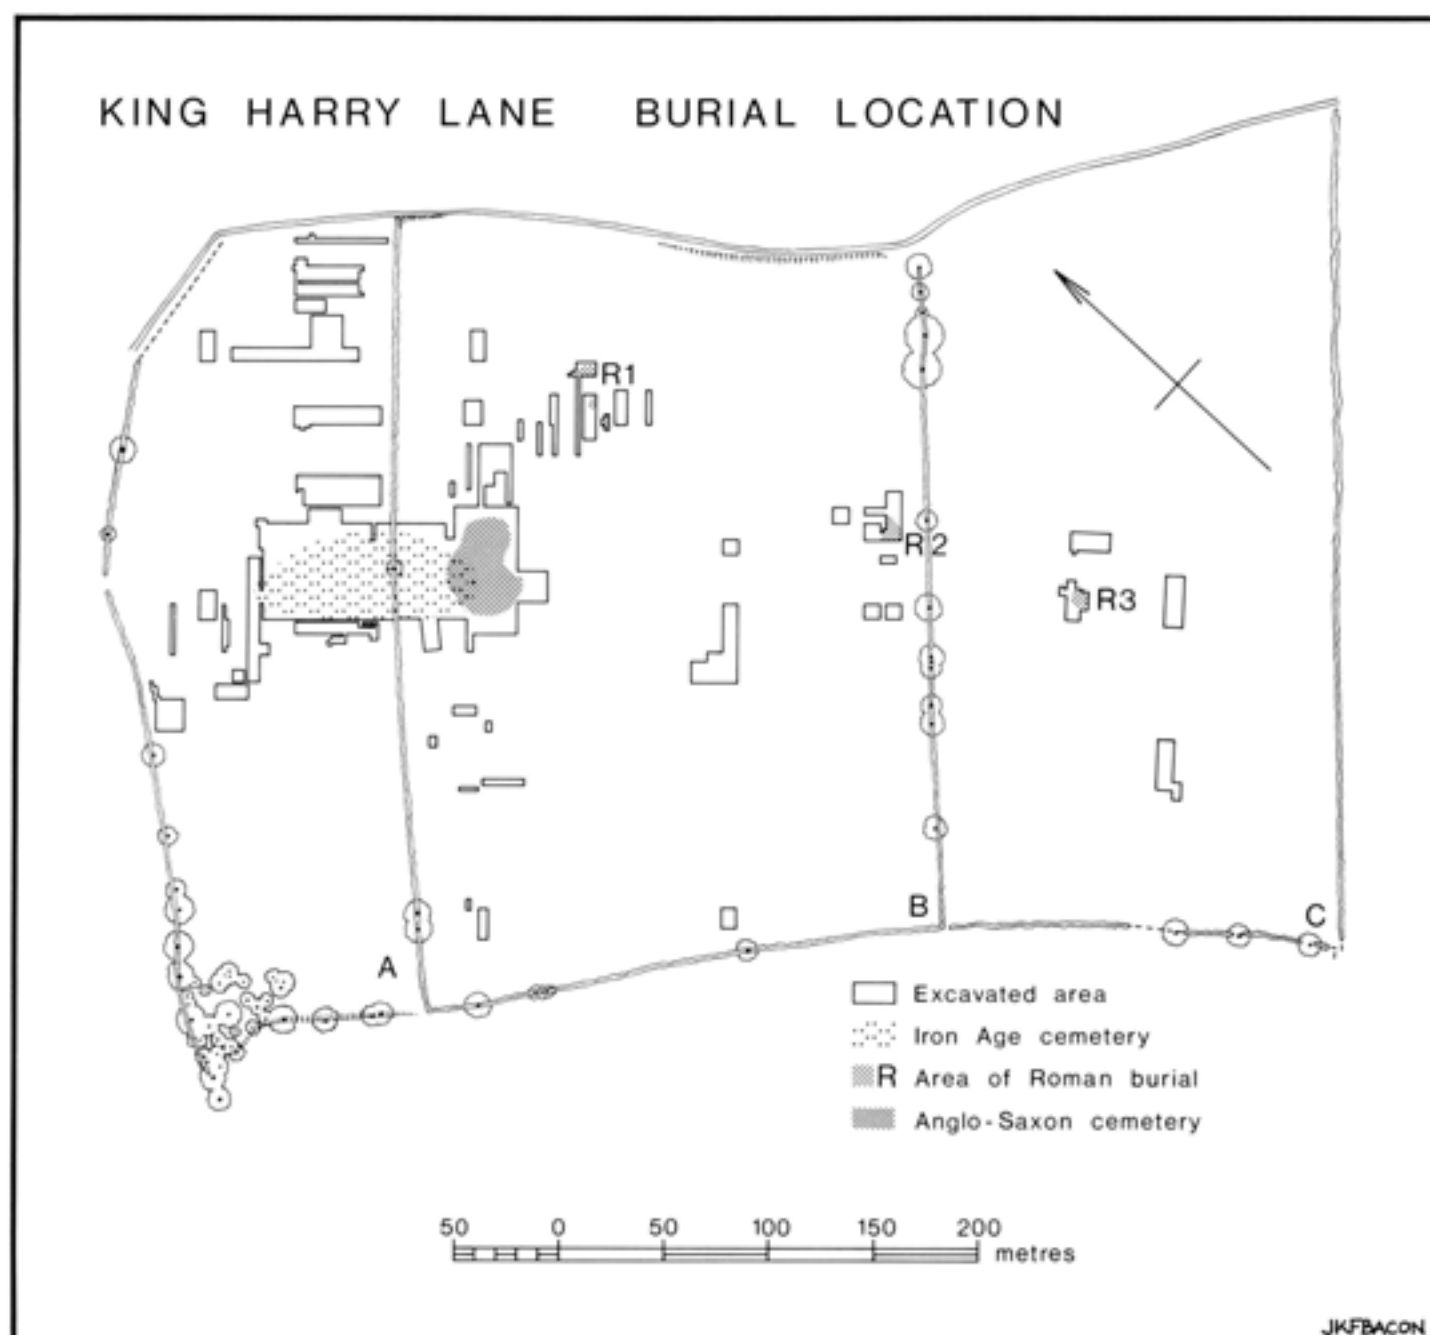 KING HARRY LANE BURIAL LOCATION
R1
R2
R3
A
B
C
Excavated area
Iron Age cemetery
R Area of Roman burial
Anglo-Saxon cemetery
50 0 50 100 150 200
metres
JKFBACON